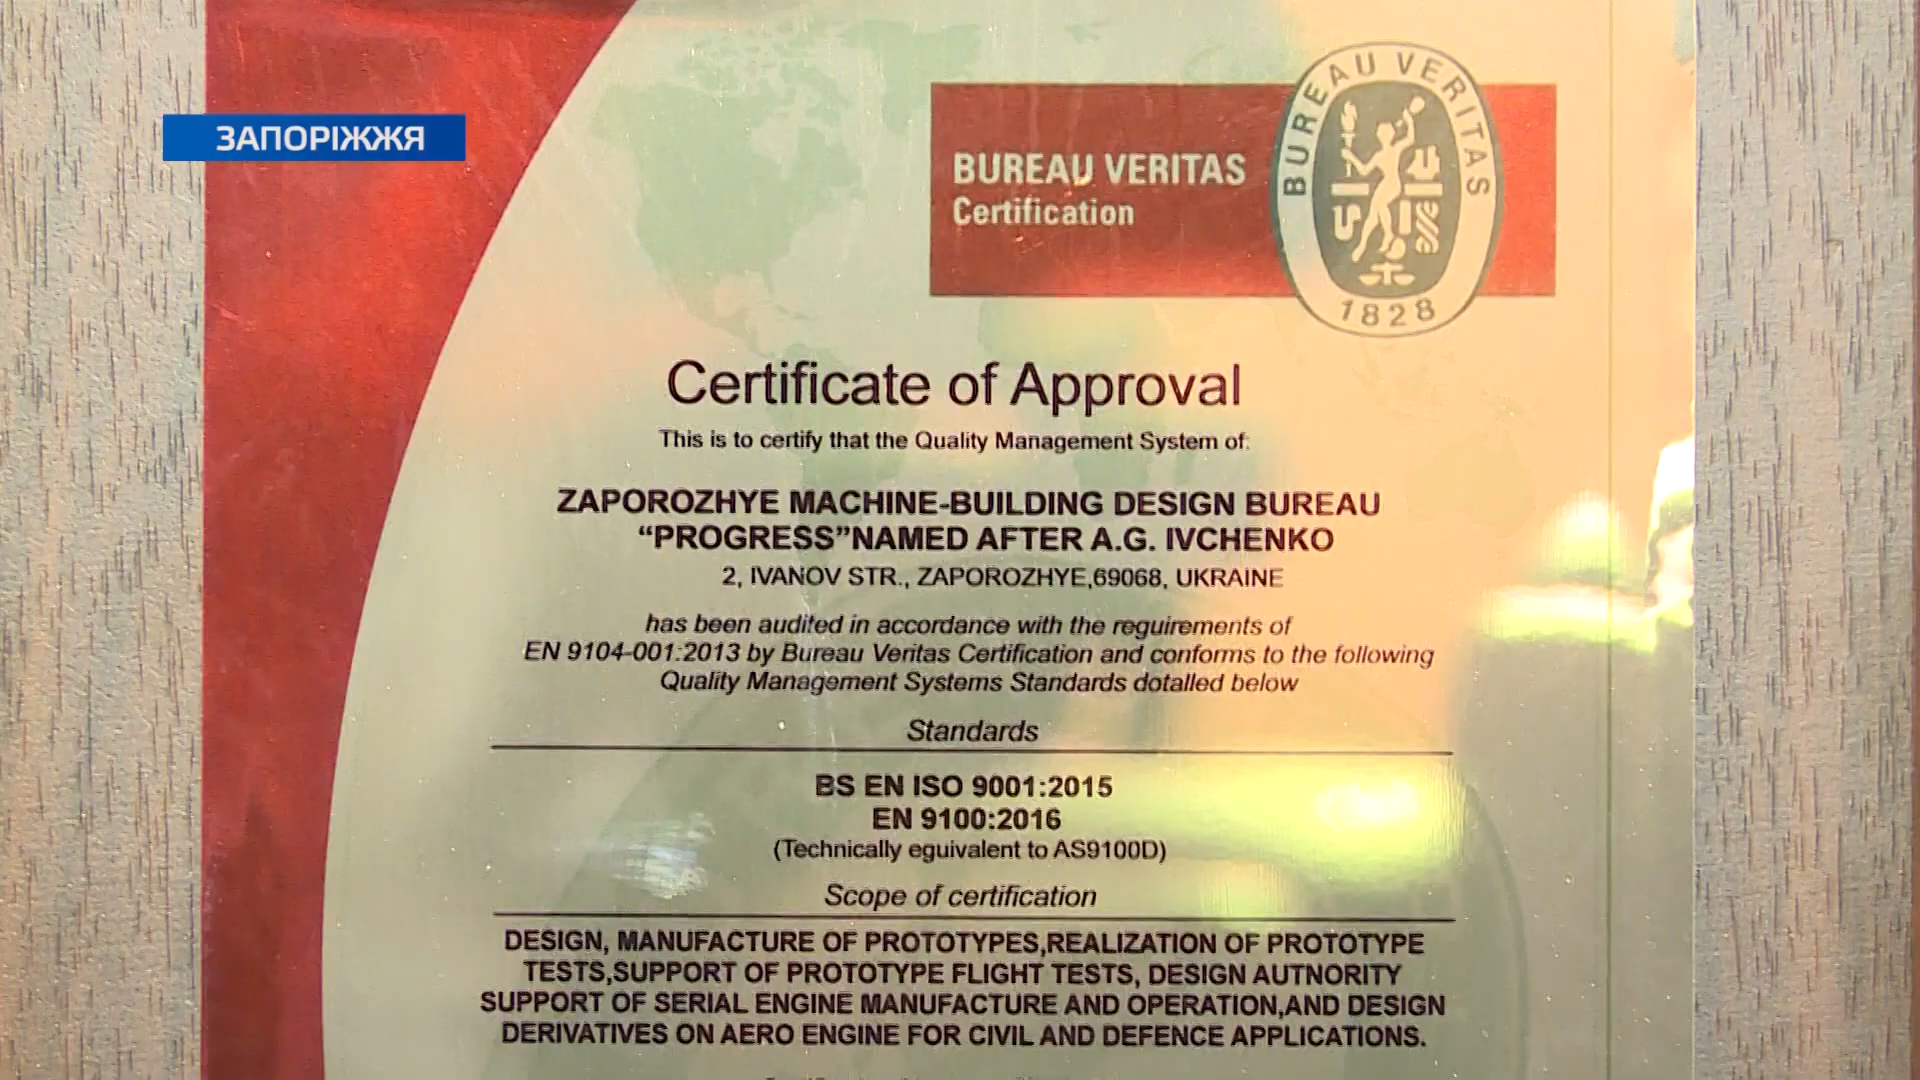 ЗАПОРІЖЖЯ
BUREAU VERITAS
Certification
BUREAU VERITAS
1828
Certificate of Approval
This is to certify that the Quality Management System of:
ZAPOROZHYE MACHINE-BUILDING DESIGN BUREAU
“PROGRESS”NAMED AFTER A.G. IVCHENKO
2, IVANOV STR., ZAPOROZHYE,69068, UKRAINE
has been audited in accordance with the reguirements of
EN 9104-001:2013 by Bureau Veritas Certification and conforms to the following
Quality Management Systems Standards dotalled below
Standards
BS EN ISO 9001:2015
EN 9100:2016
(Technically eguivalent to AS9100D)
Scope of certification
DESIGN, MANUFACTURE OF PROTOTYPES,REALIZATION OF PROTOTYPE
TESTS,SUPPORT OF PROTOTYPE FLIGHT TESTS, DESIGN AUTNORITY
SUPPORT OF SERIAL ENGINE MANUFACTURE AND OPERATION,AND DESIGN
DERIVATIVES ON AERO ENGINE FOR CIVIL AND DEFENCE APPLICATIONS.